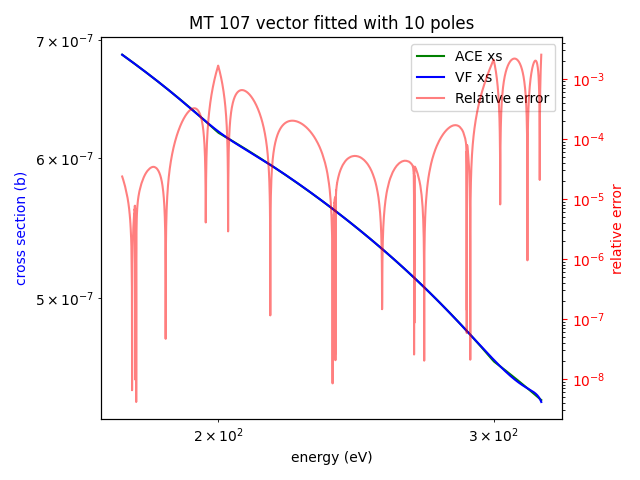 MT 107 vector fitted with 10 poles
ACE xs
VF xs
Relative error
7 × 10⁻⁷
6 × 10⁻⁷
5 × 10⁻⁷
cross section (b)
10⁻³
10⁻⁴
10⁻⁵
10⁻⁶
10⁻⁷
10⁻⁸
relative error
2 × 10²
3 × 10²
energy (eV)